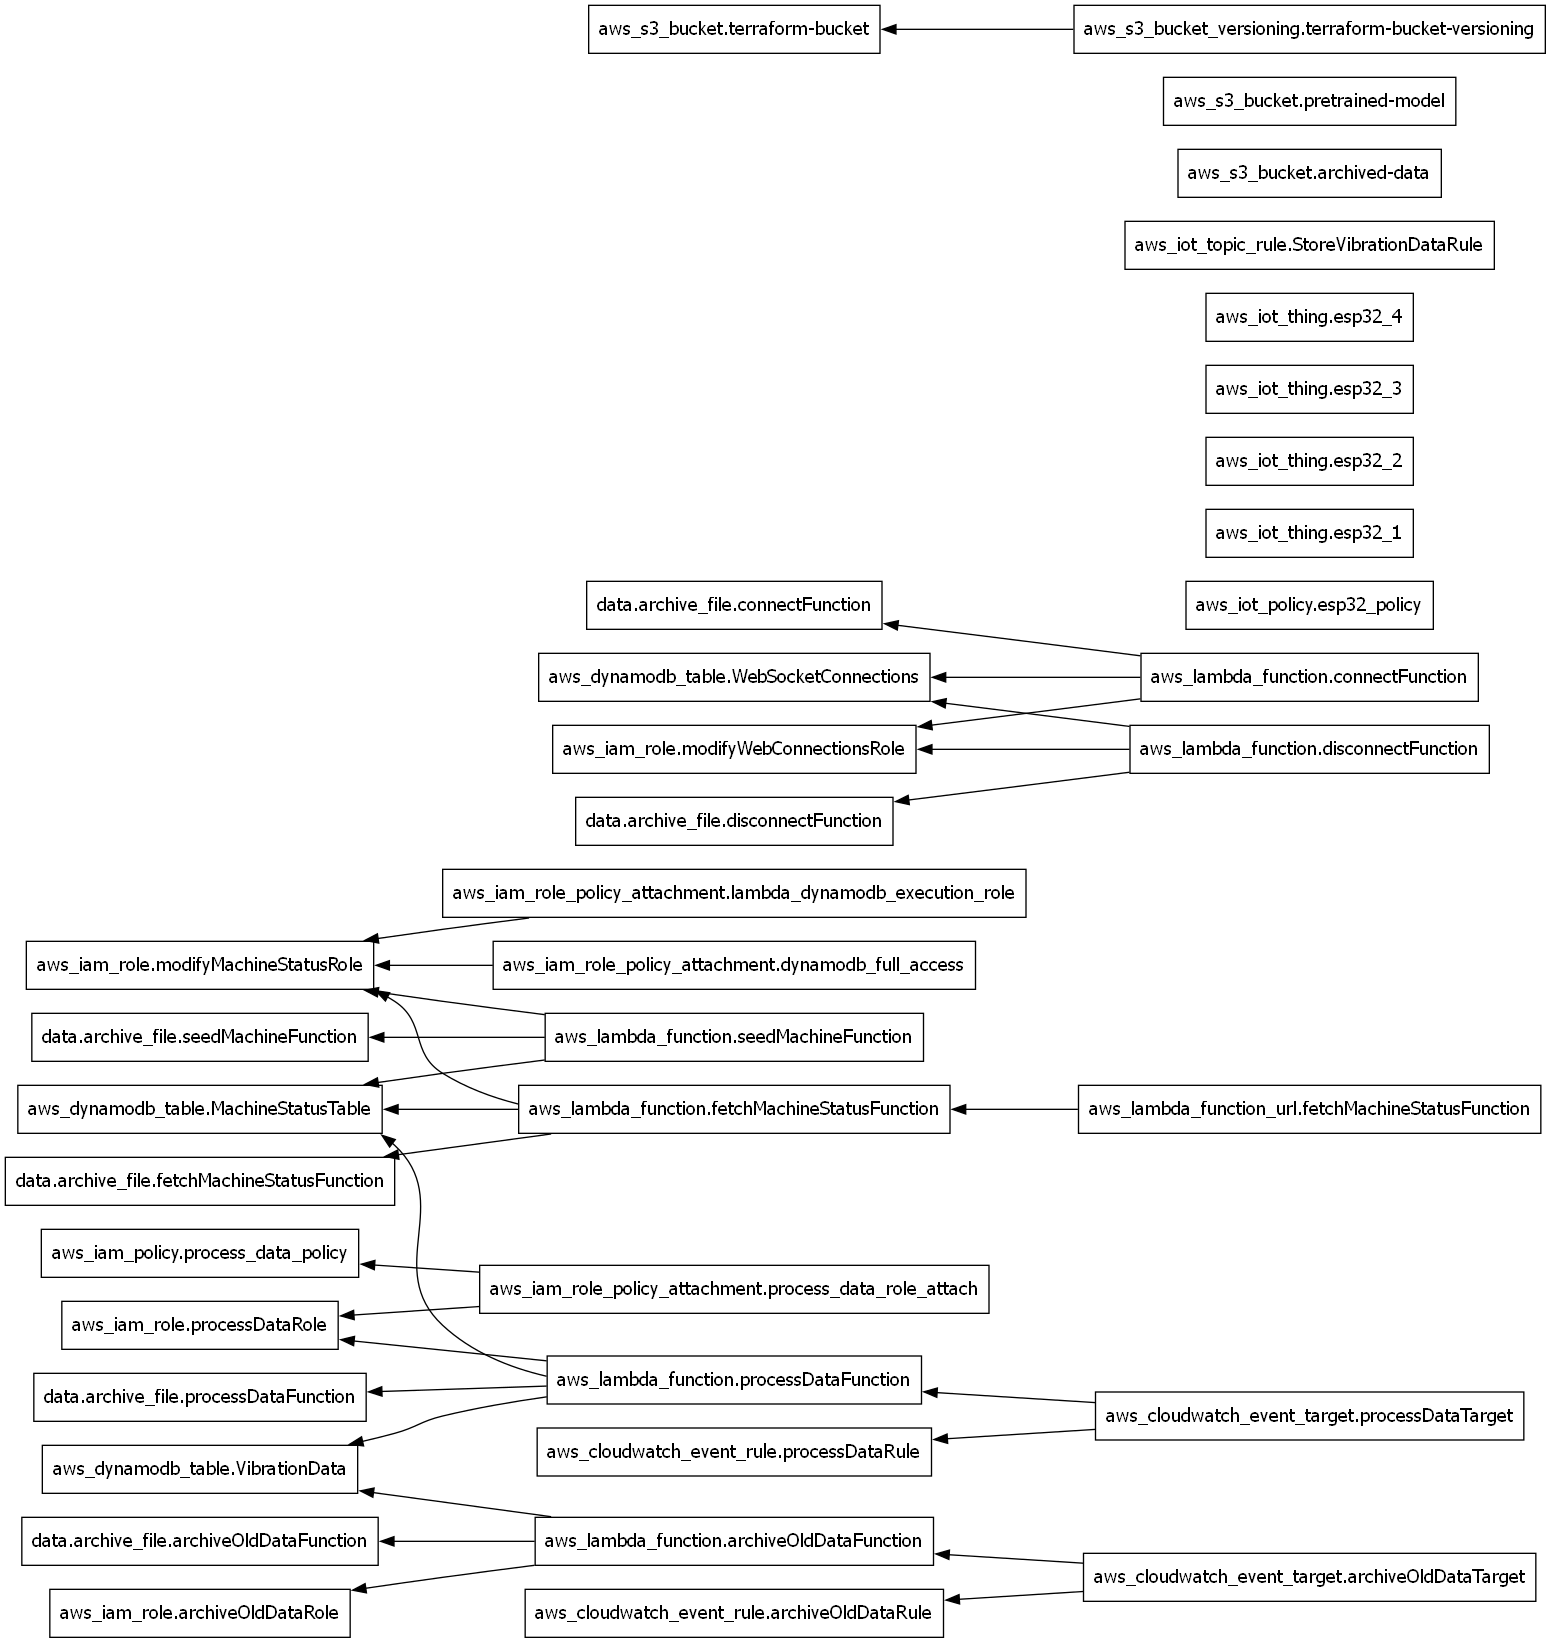 aws_s3_bucket.terraform-bucket
aws_s3_bucket_versioning.terraform-bucket-versioning
aws_s3_bucket.pretrained-model
aws_s3_bucket.archived-data
aws_iot_topic_rule.StoreVibrationDataRule
aws_iot_thing.esp32_4
aws_iot_thing.esp32_3
aws_iot_thing.esp32_2
aws_iot_thing.esp32_1
data.archive_file.connectFunction
aws_iot_policy.esp32_policy
aws_dynamodb_table.WebSocketConnections
aws_lambda_function.connectFunction
aws_iam_role.modifyWebConnectionsRole
aws_lambda_function.disconnectFunction
data.archive_file.disconnectFunction
aws_iam_role_policy_attachment.lambda_dynamodb_execution_role
aws_iam_role.modifyMachineStatusRole
aws_iam_role_policy_attachment.dynamodb_full_access
data.archive_file.seedMachineFunction
aws_lambda_function.seedMachineFunction
aws_dynamodb_table.MachineStatusTable
aws_lambda_function.fetchMachineStatusFunction
aws_lambda_function_url.fetchMachineStatusFunction
data.archive_file.fetchMachineStatusFunction
aws_iam_policy.process_data_policy
aws_iam_role_policy_attachment.process_data_role_attach
aws_iam_role.processDataRole
aws_lambda_function.processDataFunction
data.archive_file.processDataFunction
aws_cloudwatch_event_target.processDataTarget
aws_cloudwatch_event_rule.processDataRule
aws_dynamodb_table.VibrationData
data.archive_file.archiveOldDataFunction
aws_lambda_function.archiveOldDataFunction
aws_cloudwatch_event_target.archiveOldDataTarget
aws_iam_role.archiveOldDataRole
aws_cloudwatch_event_rule.archiveOldDataRule